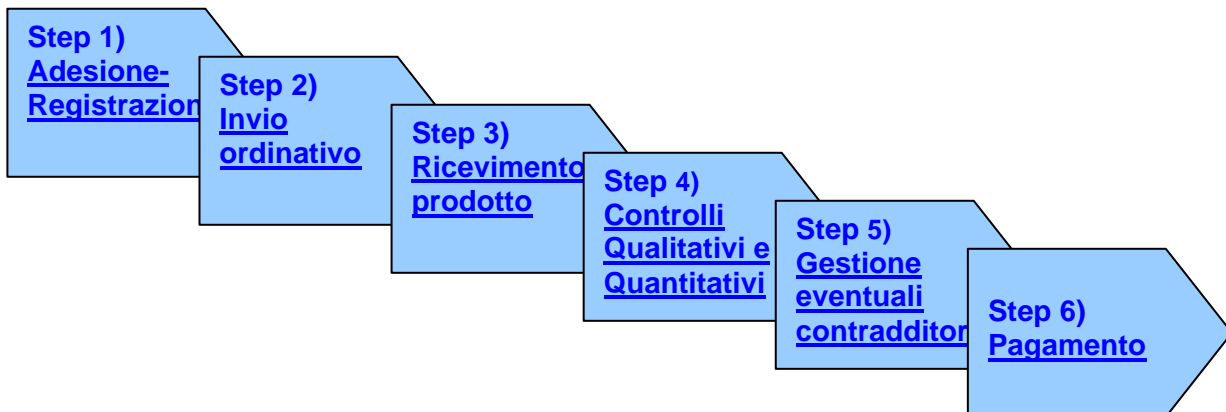 Step 1)
Adesione-
Registrazion
Step 2)
Invio
ordinativo
Step 3)
Ricevimento
prodotto
Step 4)
Controlli
Qualitativi e
Quantitativi
Step 5)
Gestione
eventuali
contradditor
Step 6)
Pagamento